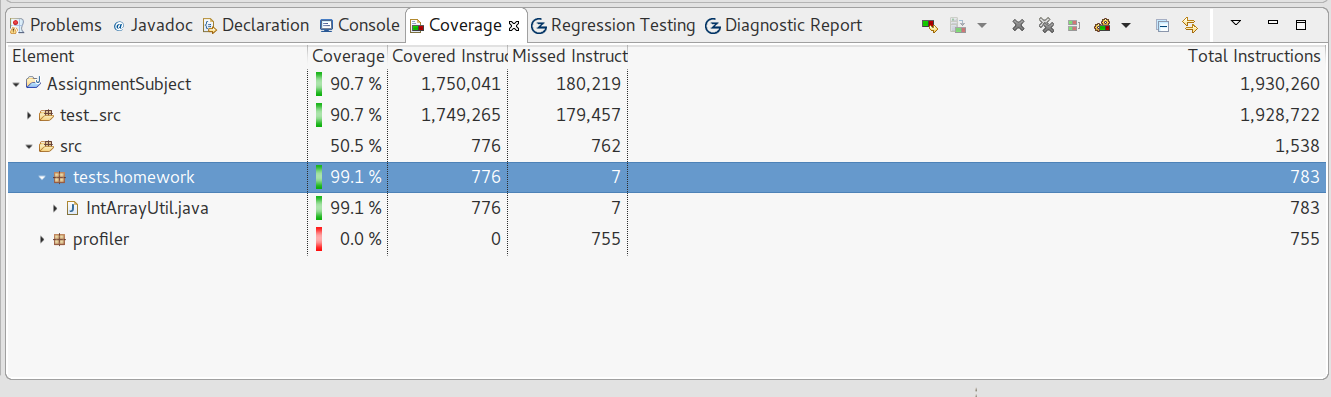 Problems @ Javadoc Declaration Console Coverage Regression Testing Diagnostic Report
Element Coverage Covered Instruc Missed Instruct Total Instructions
AssignmentSubject 90.7 % 1,750,041 180,219 1,930,260
test_src 90.7 % 1,749,265 179,457 1,928,722
src 50.5 % 776 762 1,538
tests.homework 99.1 % 776 7 783
IntArrayUtil.java 99.1 % 776 7 783
profiler 0.0 % 0 755 755